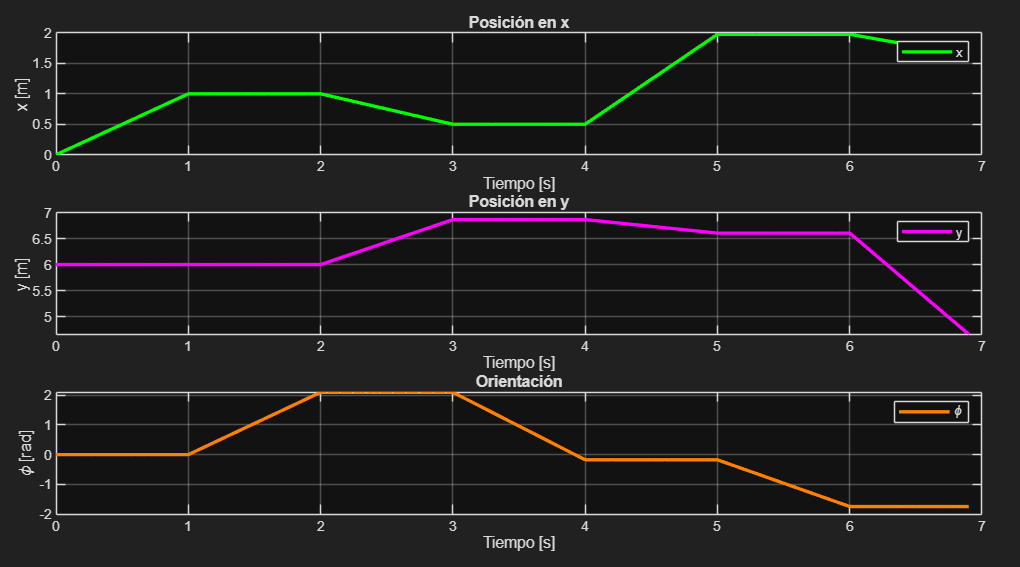 Posición en x
2
1.5
1
0.5
0
x [m]
x
0 1 2 3 4 5 6 7
Tiempo [s]
Posición en y
7
6.5
6
5.5
5
y [m]
y
0 1 2 3 4 5 6 7
Tiempo [s]
Orientación
2
1
0
-1
-2
ϕ [rad]
ϕ
0 1 2 3 4 5 6 7
Tiempo [s]